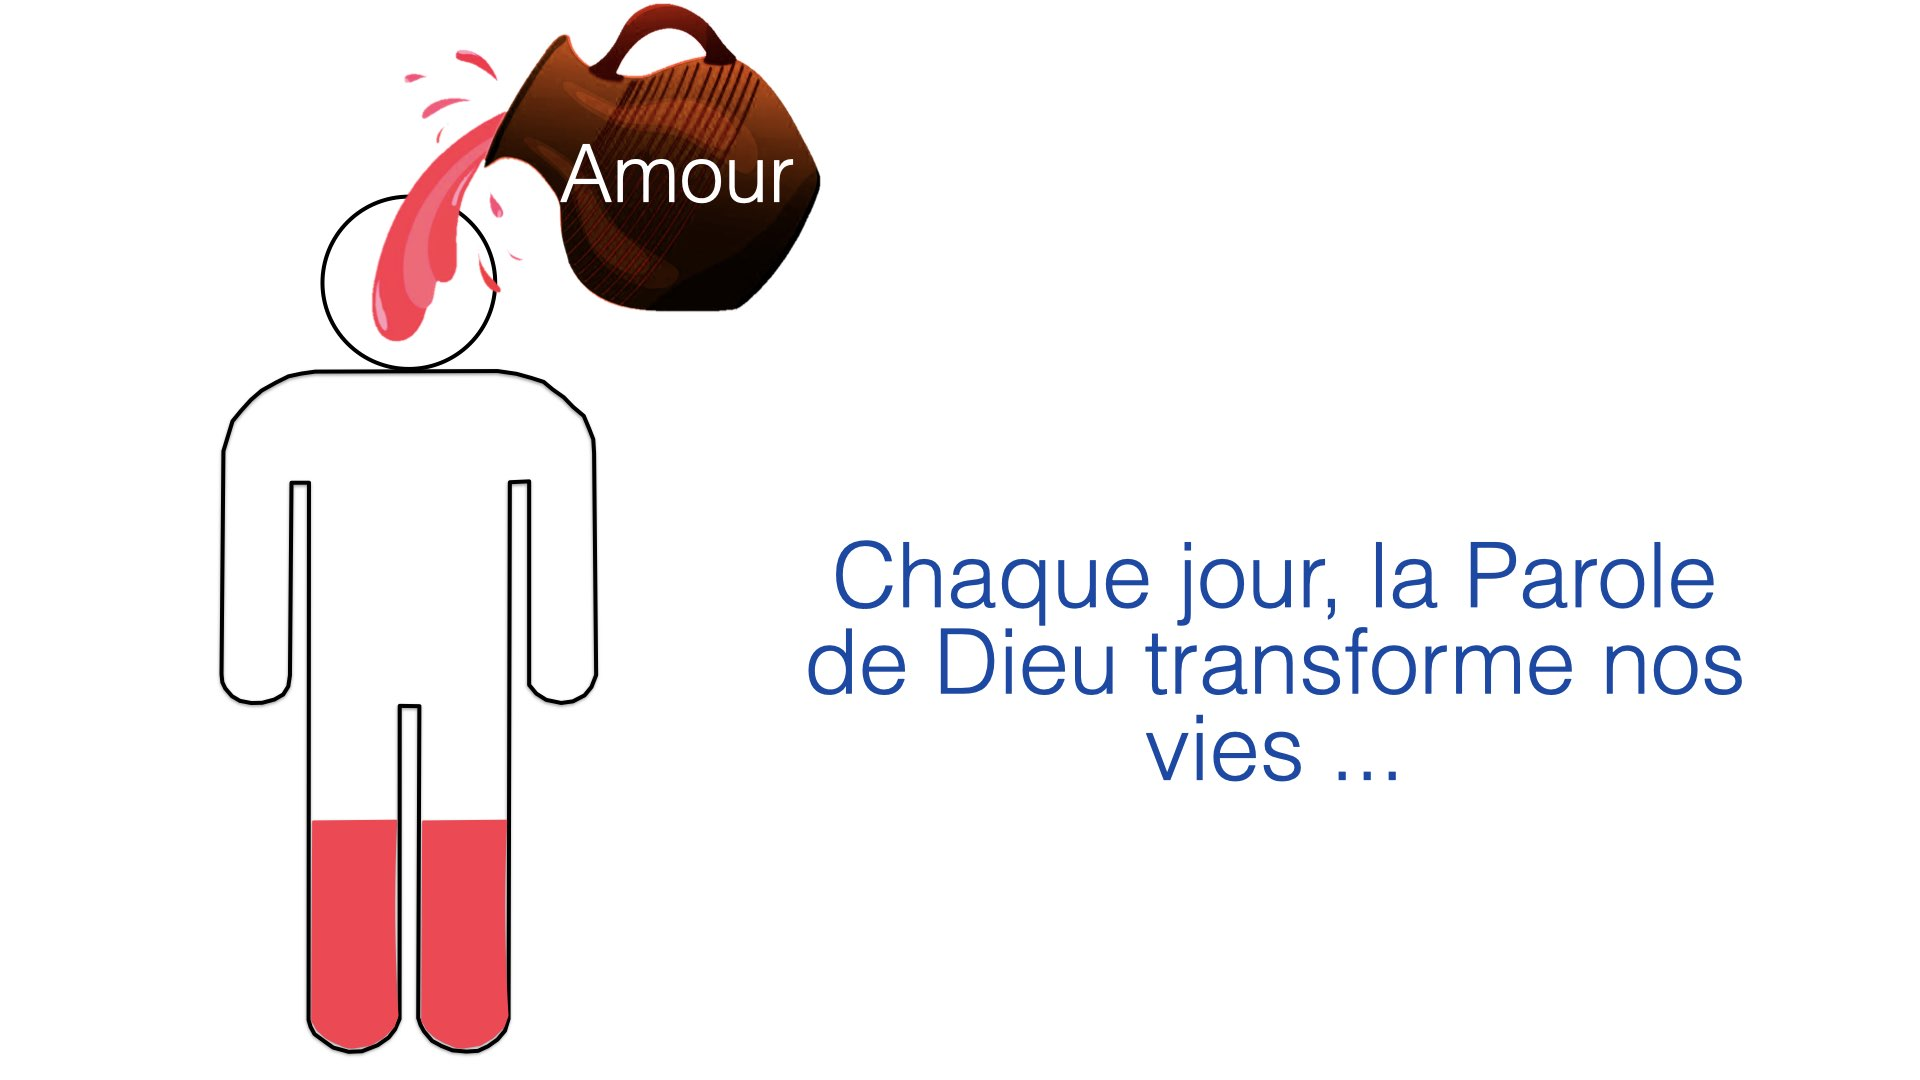 Amour
Chaque jour, la Parole
de Dieu transforme nos
vies ...